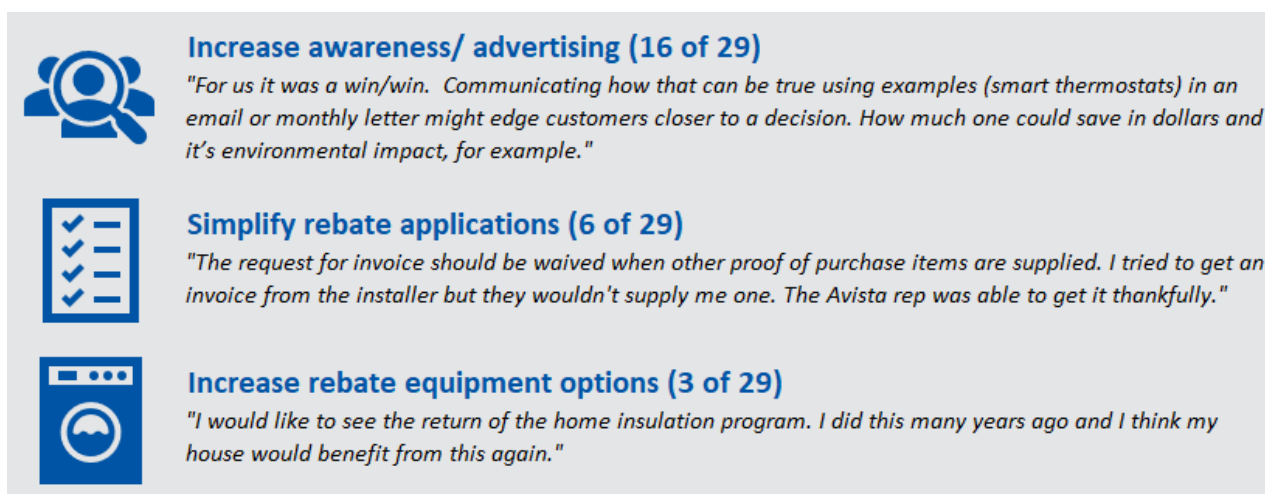 Increase awareness/ advertising (16 of 29)
"For us it was a win/win.  Communicating how that can be true using examples (smart thermostats) in an
email or monthly letter might edge customers closer to a decision. How much one could save in dollars and
it’s environmental impact, for example."
Simplify rebate applications (6 of 29)
"The request for invoice should be waived when other proof of purchase items are supplied. I tried to get an
invoice from the installer but they wouldn't supply me one. The Avista rep was able to get it thankfully."
Increase rebate equipment options (3 of 29)
"I would like to see the return of the home insulation program. I did this many years ago and I think my
house would benefit from this again."